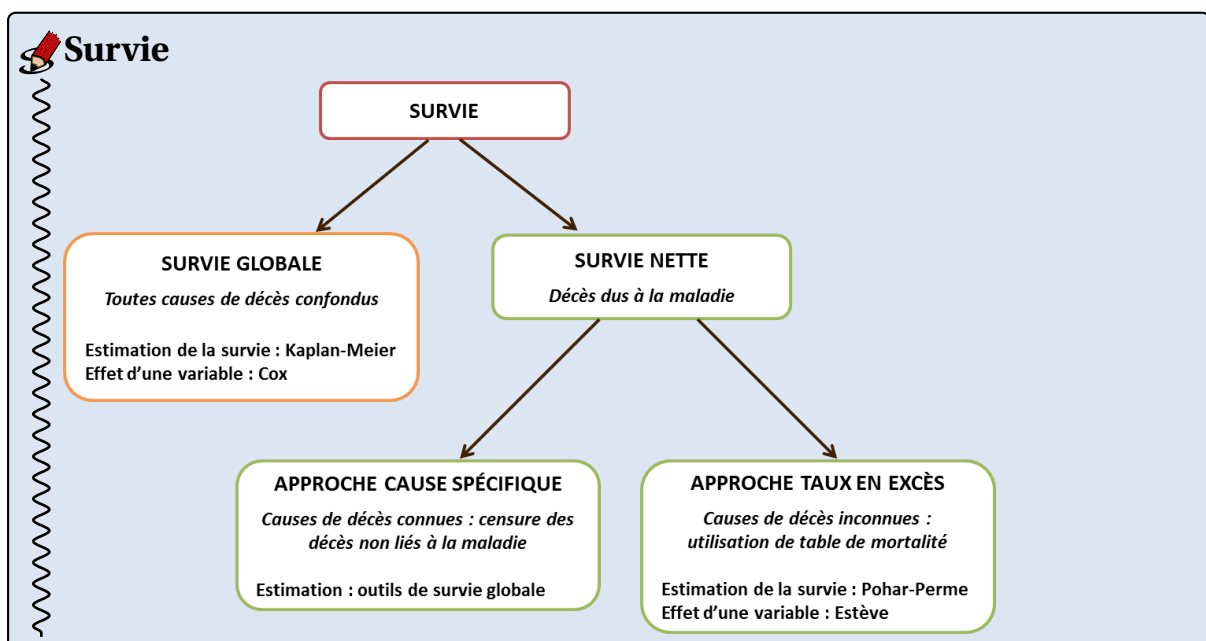 Survie
SURVIE
SURVIE GLOBALE
Toutes causes de décès confondus
Estimation de la survie : Kaplan-Meier
Effet d'une variable : Cox
SURVIE NETTE
Décès dus à la maladie
APPROCHE CAUSE SPÉCIFIQUE
Causes de décès connues : censure des
décès non liés à la maladie
Estimation : outils de survie globale
APPROCHE TAUX EN EXCÈS
Causes de décès inconnues :
utilisation de table de mortalité
Estimation de la survie : Pohar-Perme
Effet d'une variable : Estève